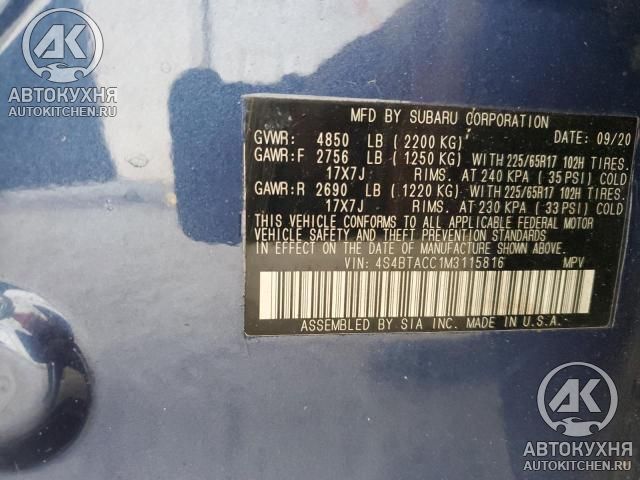 AK
АВТОКУХНЯ
AUTOKITCHEN.RU
MFD BY SUBARU CORPORATION
GVWR: 4850 LB (2200 KG) DATE: 09/20
GAWR:F 2756 LB (1250 KG) WITH 225/65R17 102H TIRES.
17X7J RIMS. AT 240 KPA (35 PSI) COLD
GAWR:R 2690 LB (1220 KG) WITH 225/65R17 102H TIRES.
17X7J RIMS. AT 230 KPA (33 PSI) COLD
THIS VEHICLE CONFORMS TO ALL APPLICABLE FEDERAL MOTOR
VEHICLE SAFETY AND THEFT PREVENTION STANDARDS
IN EFFECT ON THE DATE OF MANUFACTURE SHOWN ABOVE.
VIN: 4S4BTACC1M3115816 MPV
ASSEMBLED BY SIA INC. MADE IN U.S.A.
AK
АВТОКУХНЯ
AUTOKITCHEN.RU